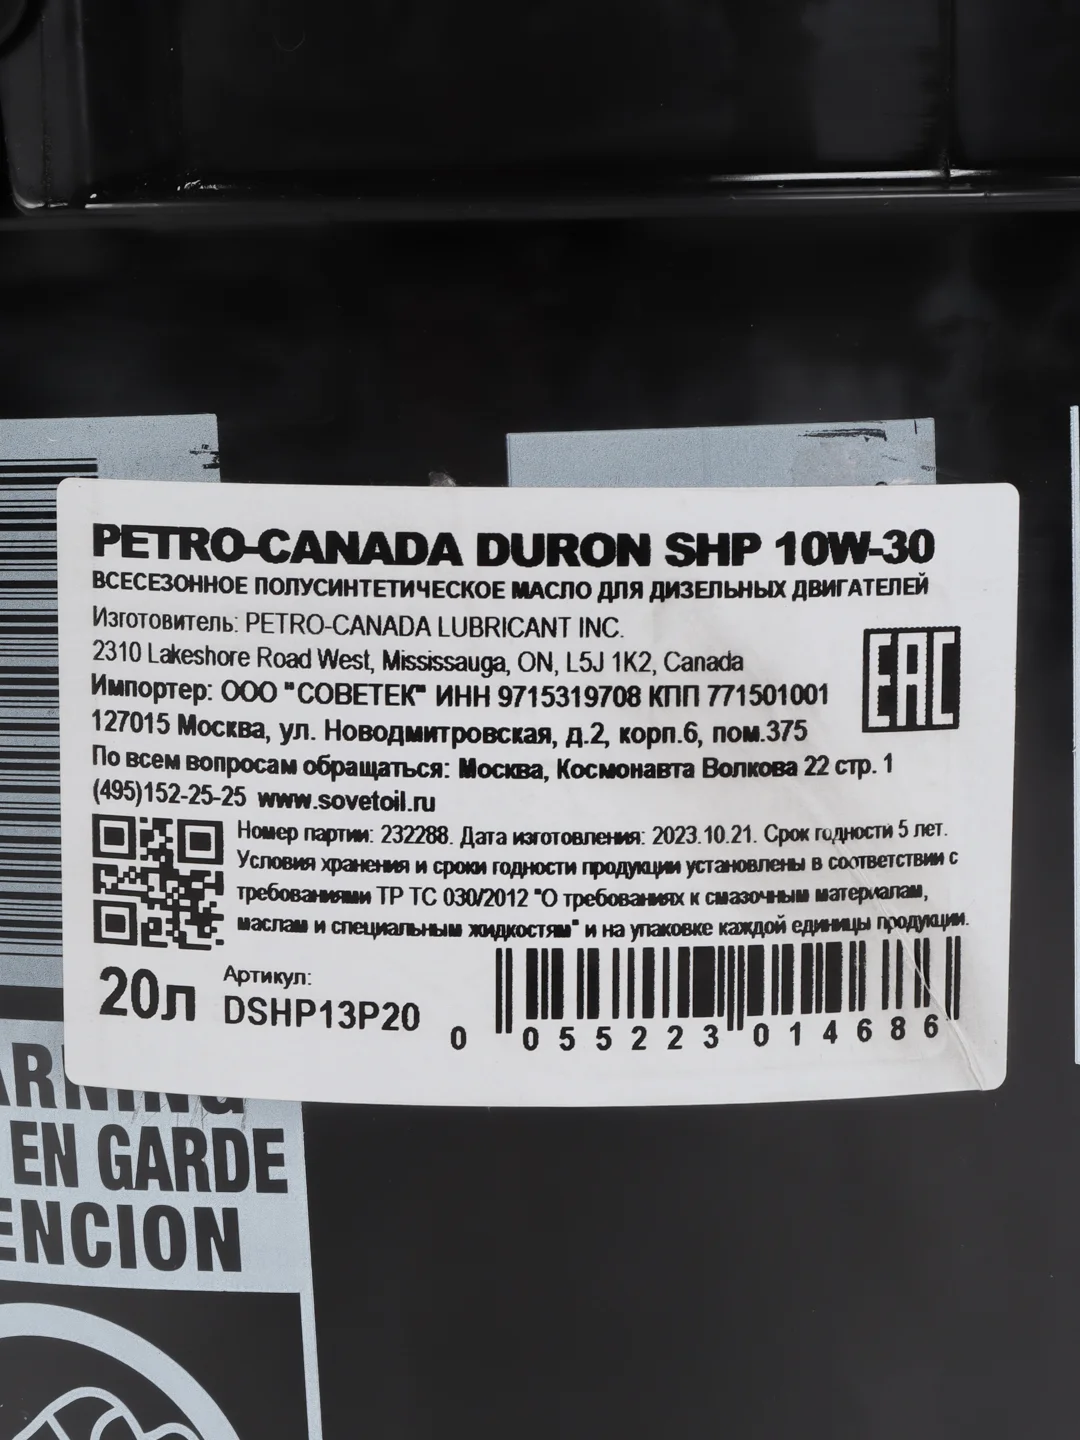 PETRO-CANADA DURON SHP 10W-30
ВСЕСЕЗОННОЕ ПОЛУСИНТЕТИЧЕСКОЕ МАСЛО ДЛЯ ДИЗЕЛЬНЫХ ДВИГАТЕЛЕЙ
Изготовитель: PETRO-CANADA LUBRICANT INC.
2310 Lakeshore Road West, Mississauga, ON, L5J 1K2, Canada
Импортер: ООО "СОВЕТЕК" ИНН 9715319708 КПП 771501001
127015 Москва, ул. Новодмитровская, д.2, корп.6, пом.375
По всем вопросам обращаться: Москва, Космонавта Волкова 22 стр. 1
(495)152-25-25 www.sovetoil.ru
EAC
Номер партии: 232288. Дата изготовления: 2023.10.21. Срок годности 5 лет.
Условия хранения и сроки годности продукции установлены в соответствии с
требованиями ТР ТС 030/2012 "О требованиях к смазочным материалам,
маслам и специальным жидкостям" и на упаковке каждой единицы продукции.
20л
Артикул:
DSHP13P20
0 055223 014686
ARNING
EN GARDE
ENCION